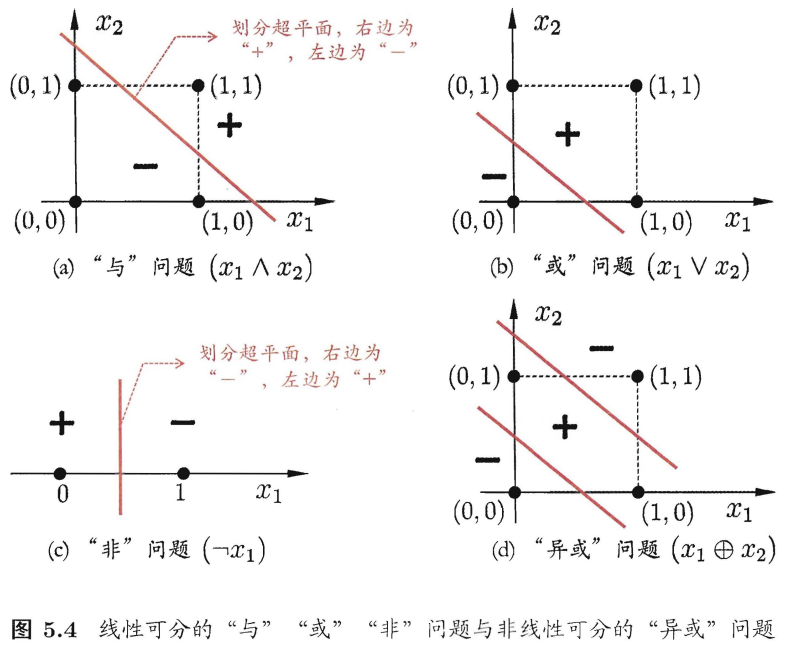 x₂
划分超平面，右边为
“+”，左边为“−”
(0,1)
(1,1)
+
−
(0,0)
(1,0)
x₁
(a) “与” 问题 (x₁ ∧ x₂)
x₂
(0,1)
(1,1)
+
−
(0,0)
(1,0)
x₁
(b) “或” 问题 (x₁ ∨ x₂)
划分超平面，右边为
“−”，左边为“+”
+
−
0
1
x₁
(c) “非” 问题 (¬x₁)
x₂
−
(0,1)
(1,1)
+
−
(0,0)
(1,0)
x₁
(d) “异或” 问题 (x₁ ⊕ x₂)
图 5.4 线性可分的“与”“或”“非”问题与非线性可分的“异或”问题